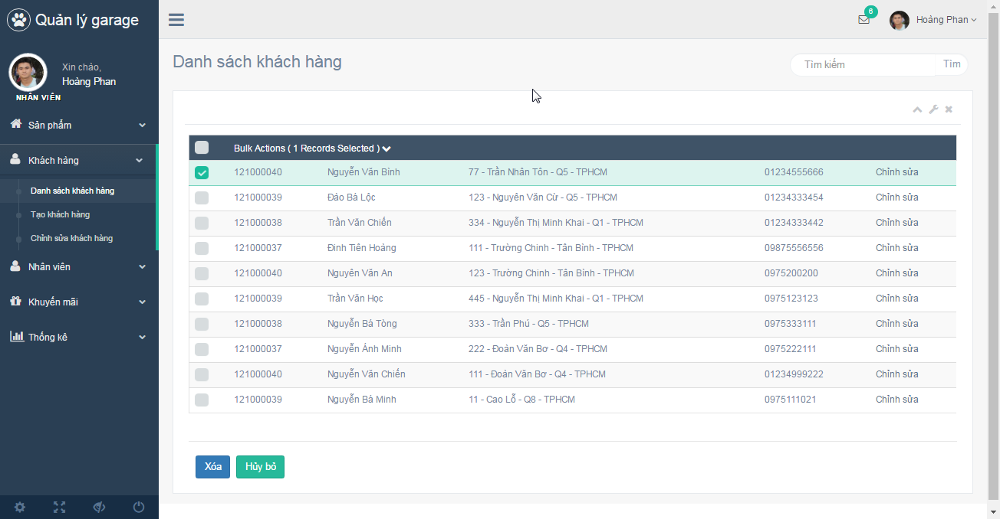 Quản lý garage
6
Hoàng Phan
Xin chào,
Hoàng Phan
NHÂN VIÊN
Sản phẩm
Khách hàng
Danh sách khách hàng
Tạo khách hàng
Chỉnh sửa khách hàng
Nhân viên
Khuyến mãi
Thống kê
Danh sách khách hàng
Tìm kiếm Tìm
Bulk Actions ( 1 Records Selected )
121000040 Nguyễn Văn Bình 77 - Trần Nhân Tôn - Q5 - TPHCM 01234555666 Chỉnh sửa
121000039 Đào Bá Lộc 123 - Nguyên Văn Cừ - Q5 - TPHCM 01234333454 Chỉnh sửa
121000038 Trần Văn Chiến 334 - Nguyễn Thị Minh Khai - Q1 - TPHCM 01234333442 Chỉnh sửa
121000037 Đinh Tiên Hoáng 111 - Trường Chinh - Tân Bình - TPHCM 09875556556 Chỉnh sửa
121000040 Nguyên Văn An 123 - Trường Chinh - Tân Bình - TPHCM 0975200200 Chỉnh sửa
121000039 Trần Văn Học 445 - Nguyễn Thị Minh Khai - Q1 - TPHCM 0975123123 Chỉnh sửa
121000038 Nguyễn Bá Tòng 333 - Trần Phú - Q5 - TPHCM 0975333111 Chỉnh sửa
121000037 Nguyễn Ánh Minh 222 - Đoàn Văn Bơ - Q4 - TPHCM 0975222111 Chỉnh sửa
121000040 Nguyễn Văn Chiến 111 - Đoàn Văn Bơ - Q4 - TPHCM 01234999222 Chỉnh sửa
121000039 Nguyễn Bá Minh 11 - Cao Lỗ - Q8 - TPHCM 0975111021 Chỉnh sửa
Xóa Hủy bỏ